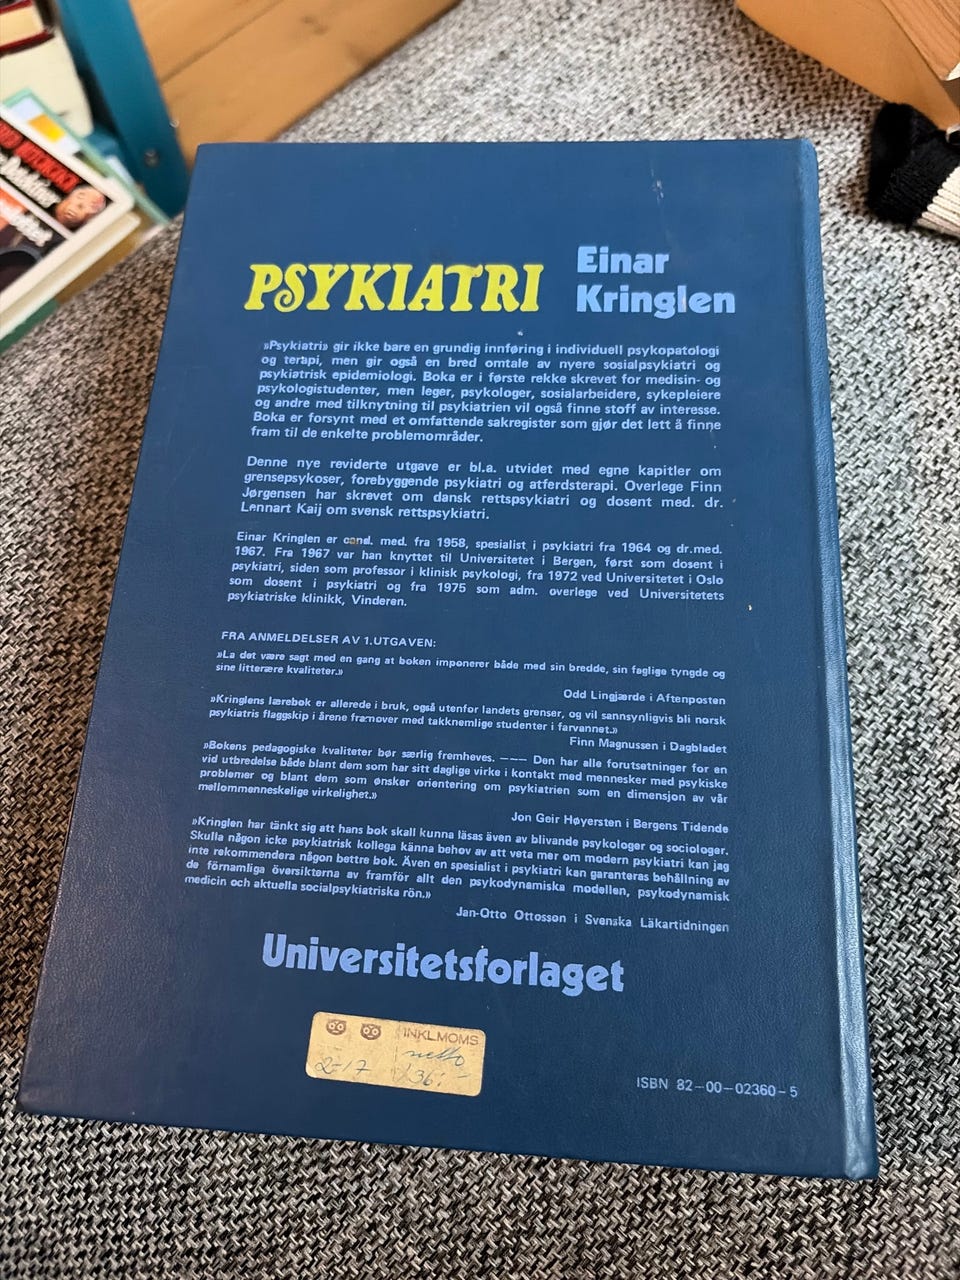 PSYKIATRI
Einar
Kringlen
»Psykiatri» gir ikke bare en grundig innføring i individuell psykopatologi
og terapi, men gir også en bred omtale av nyere sosialpsykiatri og
psykiatrisk epidemiologi. Boka er i første rekke skrevet for medisin- og
psykologistudenter, men leger, psykologer, sosialarbeidere, sykepleiere
og andre med tilknytning til psykiatrien vil også finne stoff av interesse.
Boka er forsynt med et omfattende sakregister som gjør det lett å finne
fram til de enkelte problemområder.
Denne nye reviderte utgave er bl.a. utvidet med egne kapitler om
grensepsykoser, forebyggende psykiatri og atferdsterapi. Overlege Finn
Jørgensen har skrevet om dansk rettspsykiatri og dosent med. dr.
Lennart Kaij om svensk rettspsykiatri.
Einar Kringlen er cand. med. fra 1958, spesialist i psykiatri fra 1964 og dr.med.
1967. Fra 1967 var han knyttet til Universitetet i Bergen, først som dosent i
psykiatri, siden som professor i klinisk psykologi, fra 1972 ved Universitetet i Oslo
som dosent i psykiatri og fra 1975 som adm. overlege ved Universitetets
psykiatriske klinikk, Vinderen.
FRA ANMELDELSER AV 1.UTGAVEN:
»La det være sagt med en gang at boken imponerer både med sin bredde, sin faglige tyngde og
sine litterære kvaliteter.»
Odd Lingjærde i Aftenposten
»Kringlens lærebok er allerede i bruk, også utenfor landets grenser, og vil sannsynligvis bli norsk
psykiatris flaggskip i årene framover med takknemlige studenter i farvannet.»
Finn Magnussen i Dagbladet
»Bokens pedagogiske kvaliteter bør særlig fremheves. ––– Den har alle forutsetninger for en
vid utbredelse både blant dem som har sitt daglige virke i kontakt med mennesker med psykiske
problemer og blant dem som ønsker orientering om psykiatrien som en dimensjon av vår
mellommenneskelige virkelighet.»
Jon Geir Høyersten i Bergens Tidende
»Kringlen har tänkt sig att hans bok skall kunna läsas även av blivande psykologer og sociologer.
Skulla någon icke psykiatrisk kollega känna behov av att veta mer om modern psykiatri kan jag
inte rekommendera någon bettre bok. Även en spesialist i psykiatri kan garanteras behållning av
de förnamliga översikterna av framför allt den psykodynamiska modellen, psykodynamisk
medicin och aktuella socialpsykiatriska rön.»
Jan-Otto Ottosson i Svenska Läkartidningen
Universitetsforlaget
INKLMOMS
netto
2-17
236,-
ISBN 82-00-02360-5